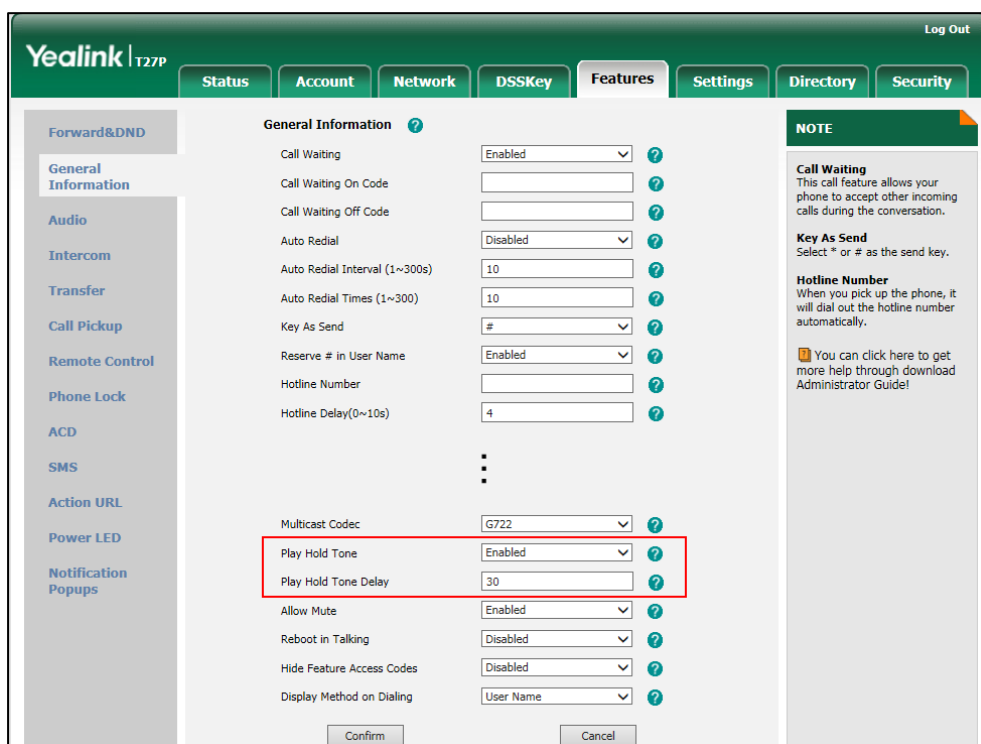 Log Out
Yealink | T27P
Status Account Network DSSKey Features Settings Directory Security
Forward&DND
General
Information
Audio
Intercom
Transfer
Call Pickup
Remote Control
Phone Lock
ACD
SMS
Action URL
Power LED
Notification
Popups
General Information ?
Call Waiting Enabled ?
Call Waiting On Code ?
Call Waiting Off Code ?
Auto Redial Disabled ?
Auto Redial Interval (1~300s) 10 ?
Auto Redial Times (1~300) 10 ?
Key As Send # ?
Reserve # in User Name Enabled ?
Hotline Number ?
Hotline Delay(0~10s) 4 ?
Multicast Codec G722 ?
Play Hold Tone Enabled ?
Play Hold Tone Delay 30 ?
Allow Mute Enabled ?
Reboot in Talking Disabled ?
Hide Feature Access Codes Disabled ?
Display Method on Dialing User Name ?
Confirm Cancel
NOTE
Call Waiting
This call feature allows your
phone to accept other incoming
calls during the conversation.
Key As Send
Select * or # as the send key.
Hotline Number
When you pick up the phone, it
will dial out the hotline number
automatically.
? You can click here to get
more help through download
Administrator Guide!